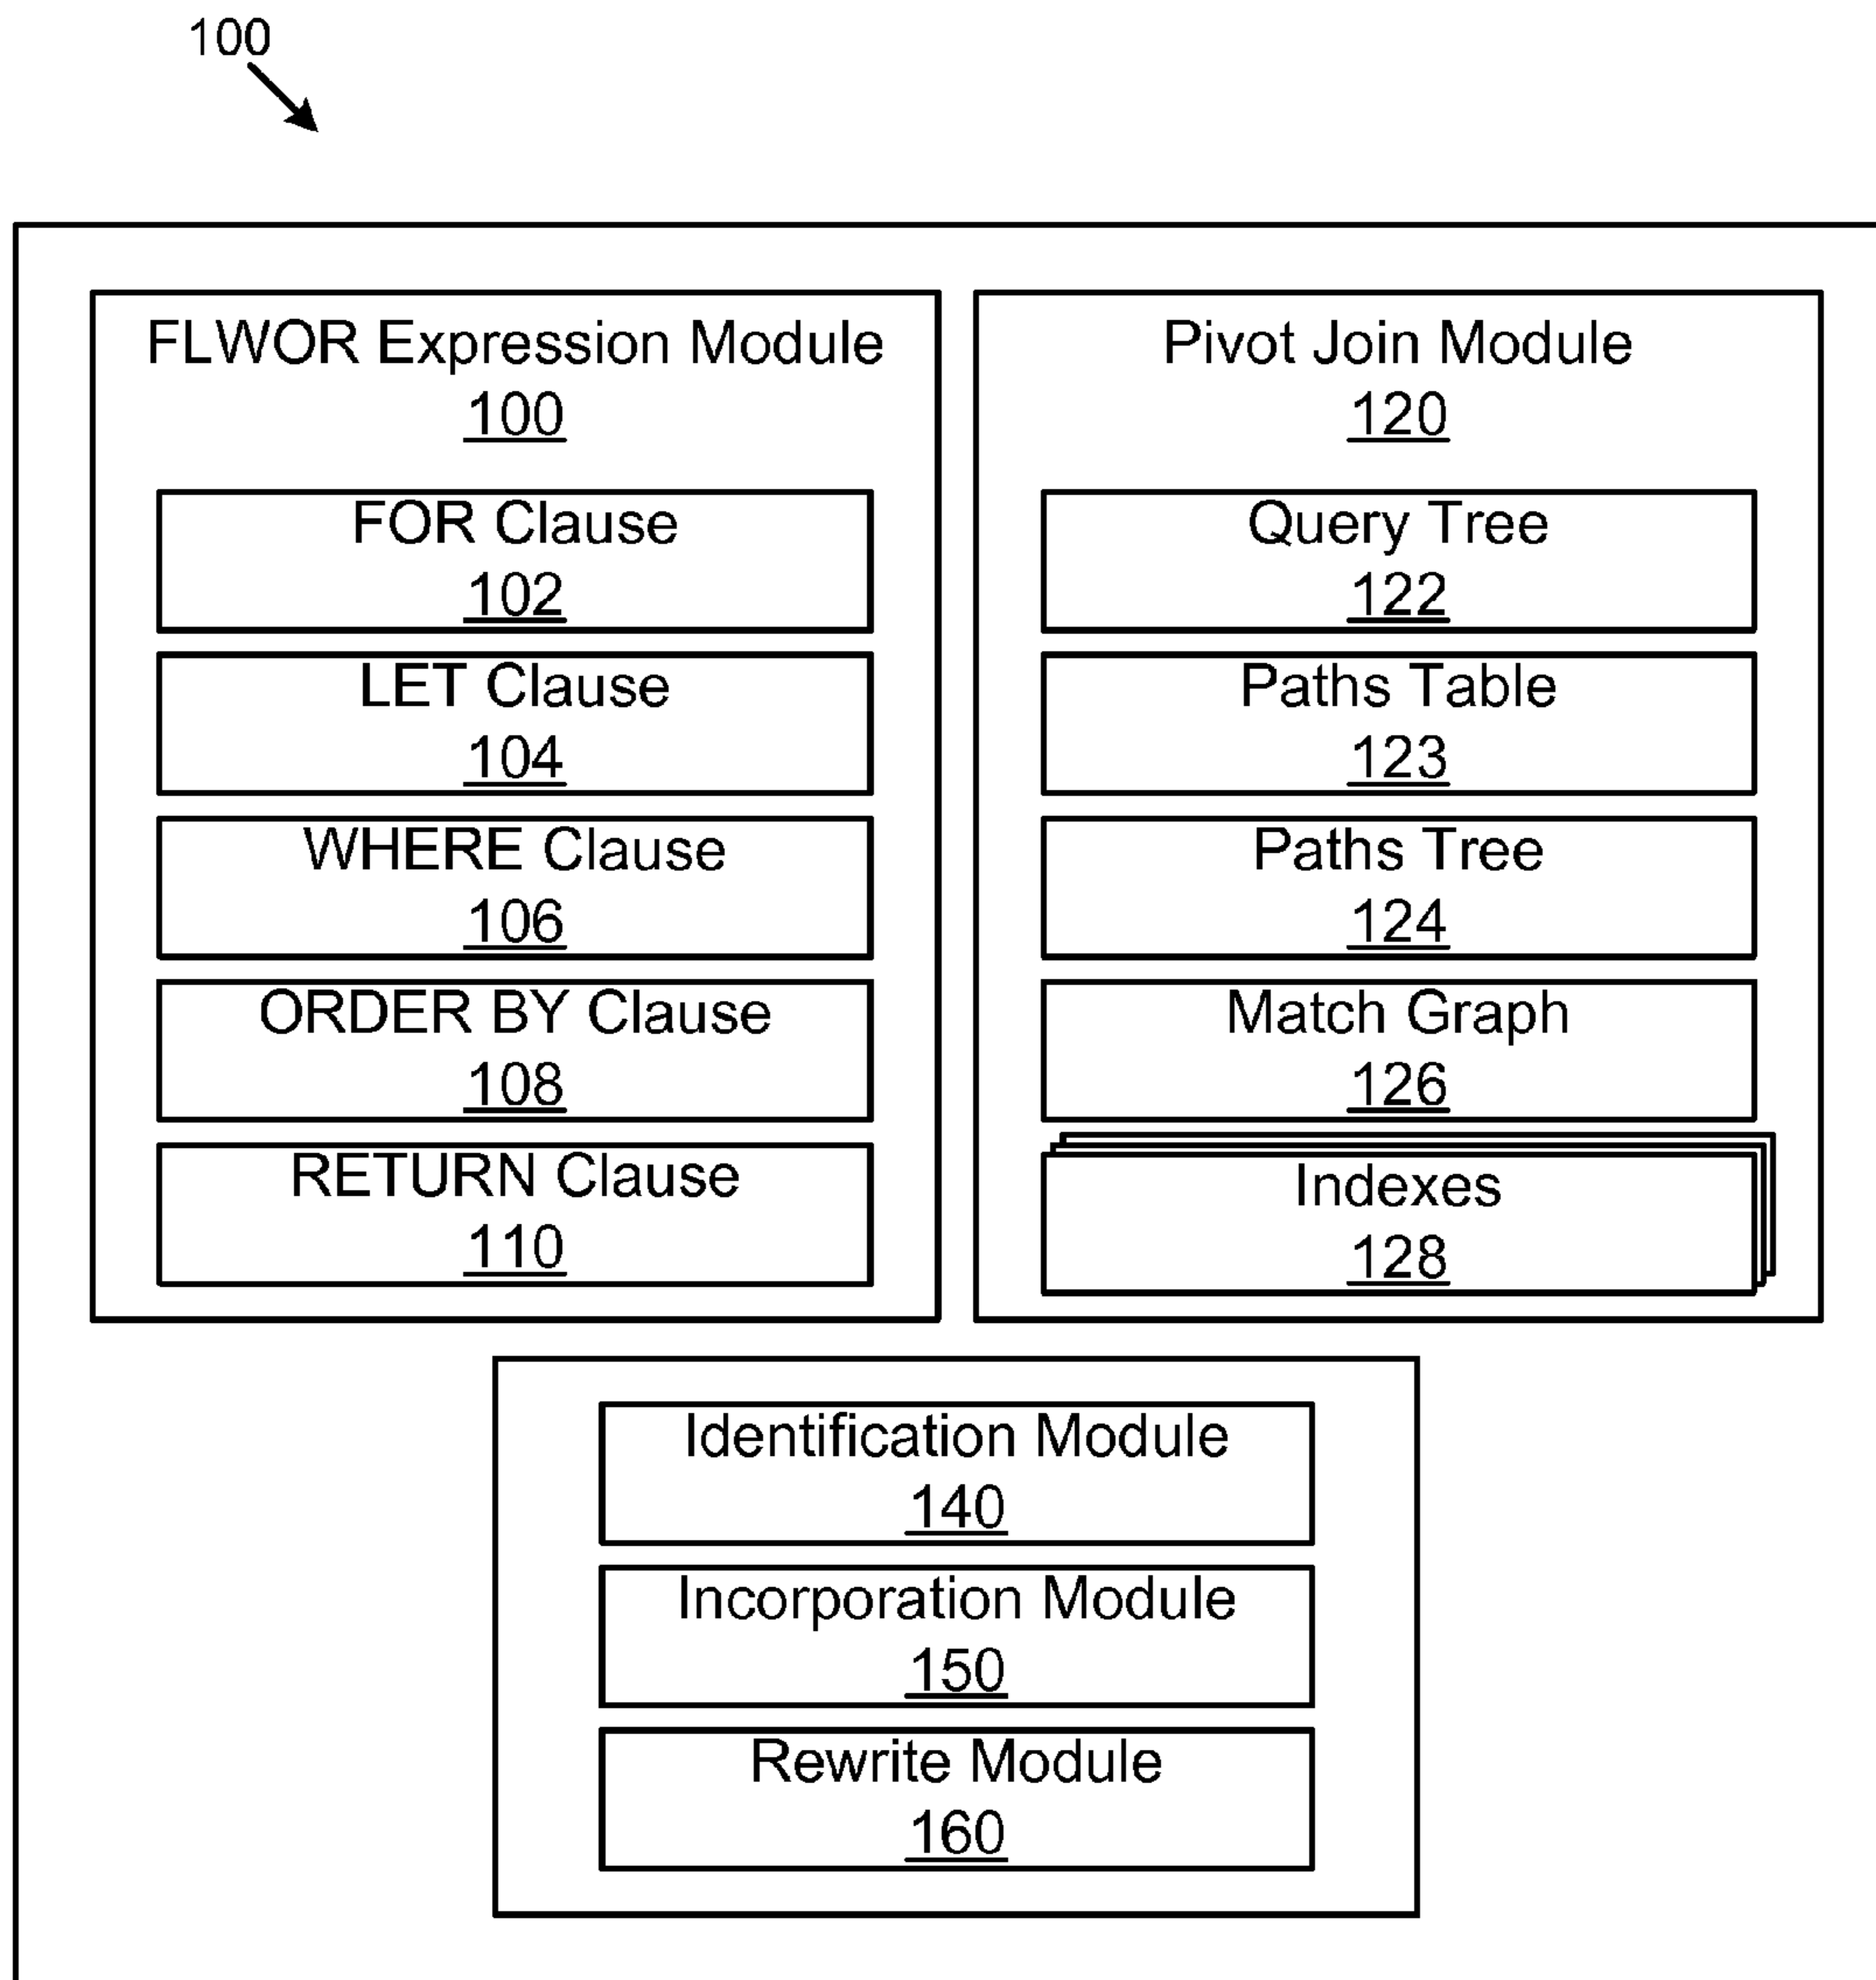 100
FLWOR Expression Module
100
FOR Clause
102
LET Clause
104
WHERE Clause
106
ORDER BY Clause
108
RETURN Clause
110
Pivot Join Module
120
Query Tree
122
Paths Table
123
Paths Tree
124
Match Graph
126
Indexes
128
Identification Module
140
Incorporation Module
150
Rewrite Module
160